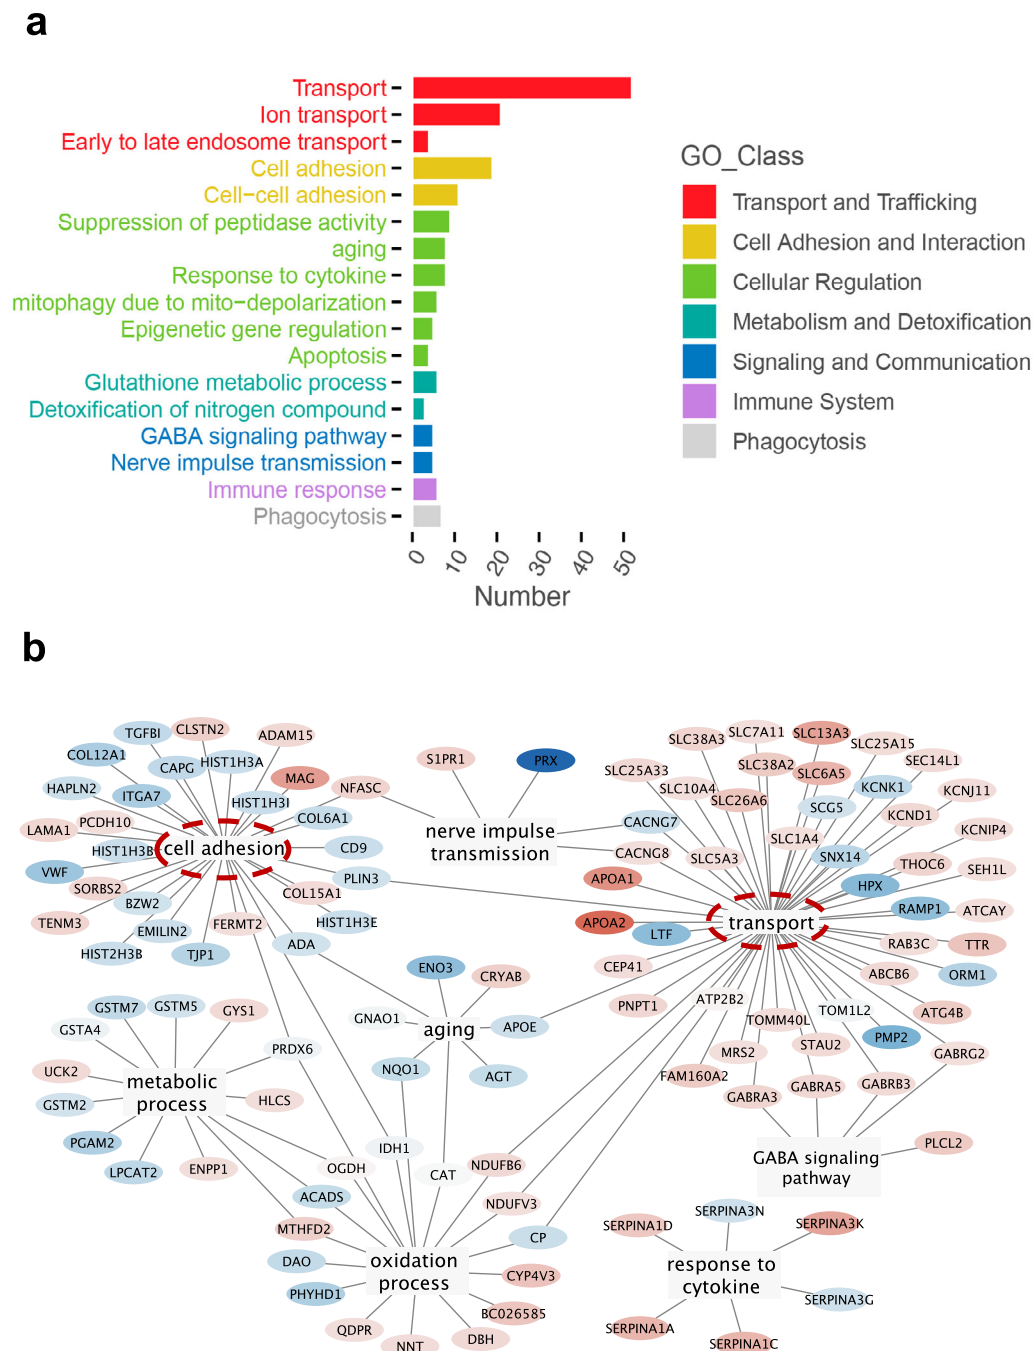 a
Transport
Ion transport
Early to late endosome transport
Cell adhesion
Cell−cell adhesion
Suppression of peptidase activity
aging
Response to cytokine
mitophagy due to mito−depolarization
Epigenetic gene regulation
Apoptosis
Glutathione metabolic process
Detoxification of nitrogen compound
GABA signaling pathway
Nerve impulse transmission
Immune response
Phagocytosis
0 10 20 30 40 50
Number
GO_Class
Transport and Trafficking
Cell Adhesion and Interaction
Cellular Regulation
Metabolism and Detoxification
Signaling and Communication
Immune System
Phagocytosis
b
TGFBI
CLSTN2
ADAM15
COL12A1
CAPG
HIST1H3A
MAG
NFASC
HAPLN2
ITGA7
HIST1H3I
COL6A1
LAMA1
PCDH10
HIST1H3B
cell adhesion
CD9
VWF
SORBS2
PLIN3
BZW2
COL15A1
TENM3
EMILIN2
FERMT2
HIST1H3E
HIST2H3B
TJP1
ADA
S1PR1
PRX
nerve impulse
transmission
CACNG7
CACNG8
SLC38A3
SLC7A11
SLC13A3
SLC25A15
SLC25A33
SLC38A2
SLC6A5
SEC14L1
SLC10A4
SLC26A6
KCNK1
KCNJ11
SCG5
KCND1
SLC1A4
KCNIP4
SLC5A3
SNX14
THOC6
SEH1L
APOA1
HPX
RAMP1
ATCAY
APOA2
LTF
transport
RAB3C
TTR
CEP41
ABCB6
ORM1
PNPT1
ATP2B2
TOM1L2
ATG4B
TOMM40L
PMP2
MRS2
STAU2
GABRG2
FAM160A2
GABRA3
GABRA5
GABRB3
GABA signaling
pathway
PLCL2
ENO3
CRYAB
GNAO1
aging
APOE
NQO1
AGT
GSTM7
GSTM5
GYS1
GSTA4
PRDX6
UCK2
metabolic
process
GSTM2
HLCS
PGAM2
LPCAT2
ENPP1
IDH1
OGDH
CAT
NDUFB6
ACADS
NDUFV3
MTHFD2
CP
DAO
oxidation
process
CYP4V3
PHYHD1
BC026585
QDPR
NNT
DBH
SERPINA1D
SERPINA3N
SERPINA3K
response to
cytokine
SERPINA3G
SERPINA1A
SERPINA1C